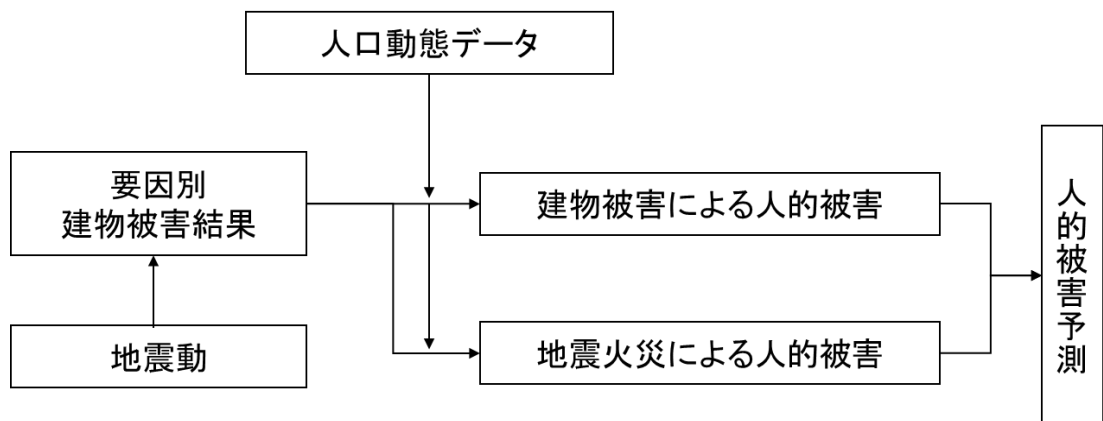 人口動態データ
要因別
建物被害結果
建物被害による人的被害
地震動
地震火災による人的被害
人的被害予測